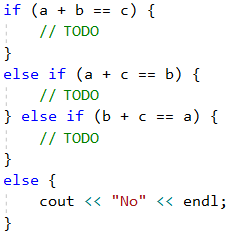 if (a + b == c) {
    // TODO
}
else if (a + c == b) {
    // TODO
} else if (b + c == a) {
    // TODO
}
else {
    cout << "No" << endl;
}